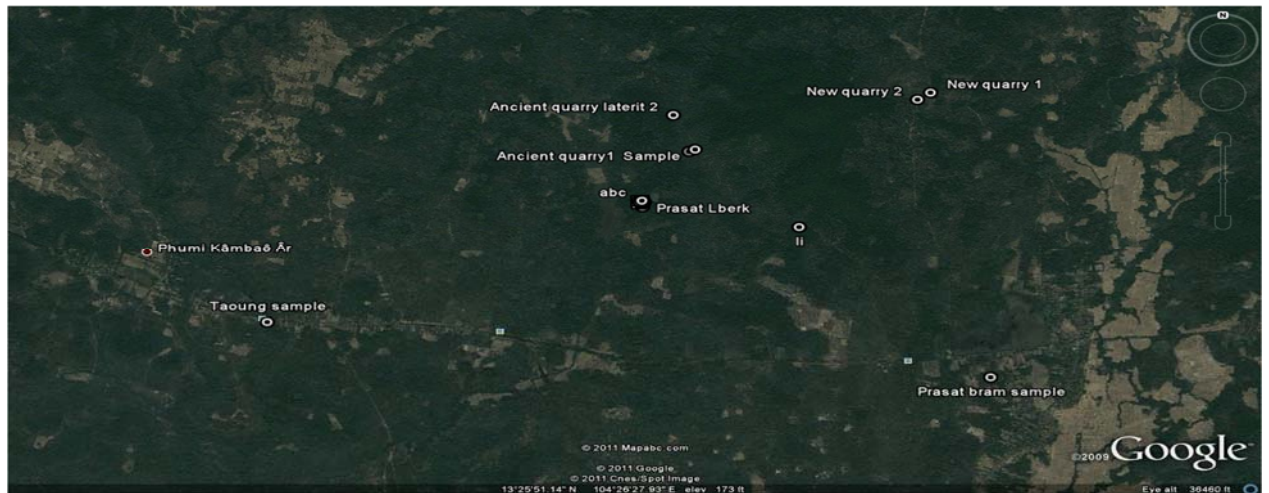 N
New quarry 1
New quarry 2
Ancient quarry laterit 2
Ancient quarry1 Sample
abc
Prasat Lberk
li
Phumi Kâmbaô Âr
Taoung sample
Prasat bram sample
© 2011 Mapabc.com
© 2011 Google
© 2011 Cnes/Spot Image
©2009 Google
13°25'51.14" N 104°26'27.93" E elev 173 ft
Eye alt 36460 ft